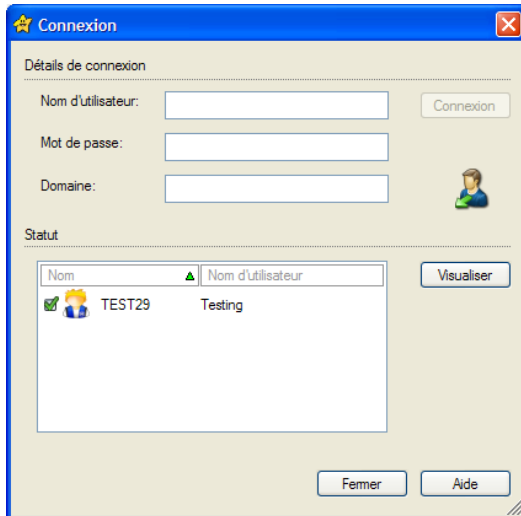 Connexion
Détails de connexion
Nom d'utilisateur:
Connexion
Mot de passe:
Domaine:
Statut
Nom Nom d'utilisateur
Visualiser
TEST29 Testing
Fermer Aide